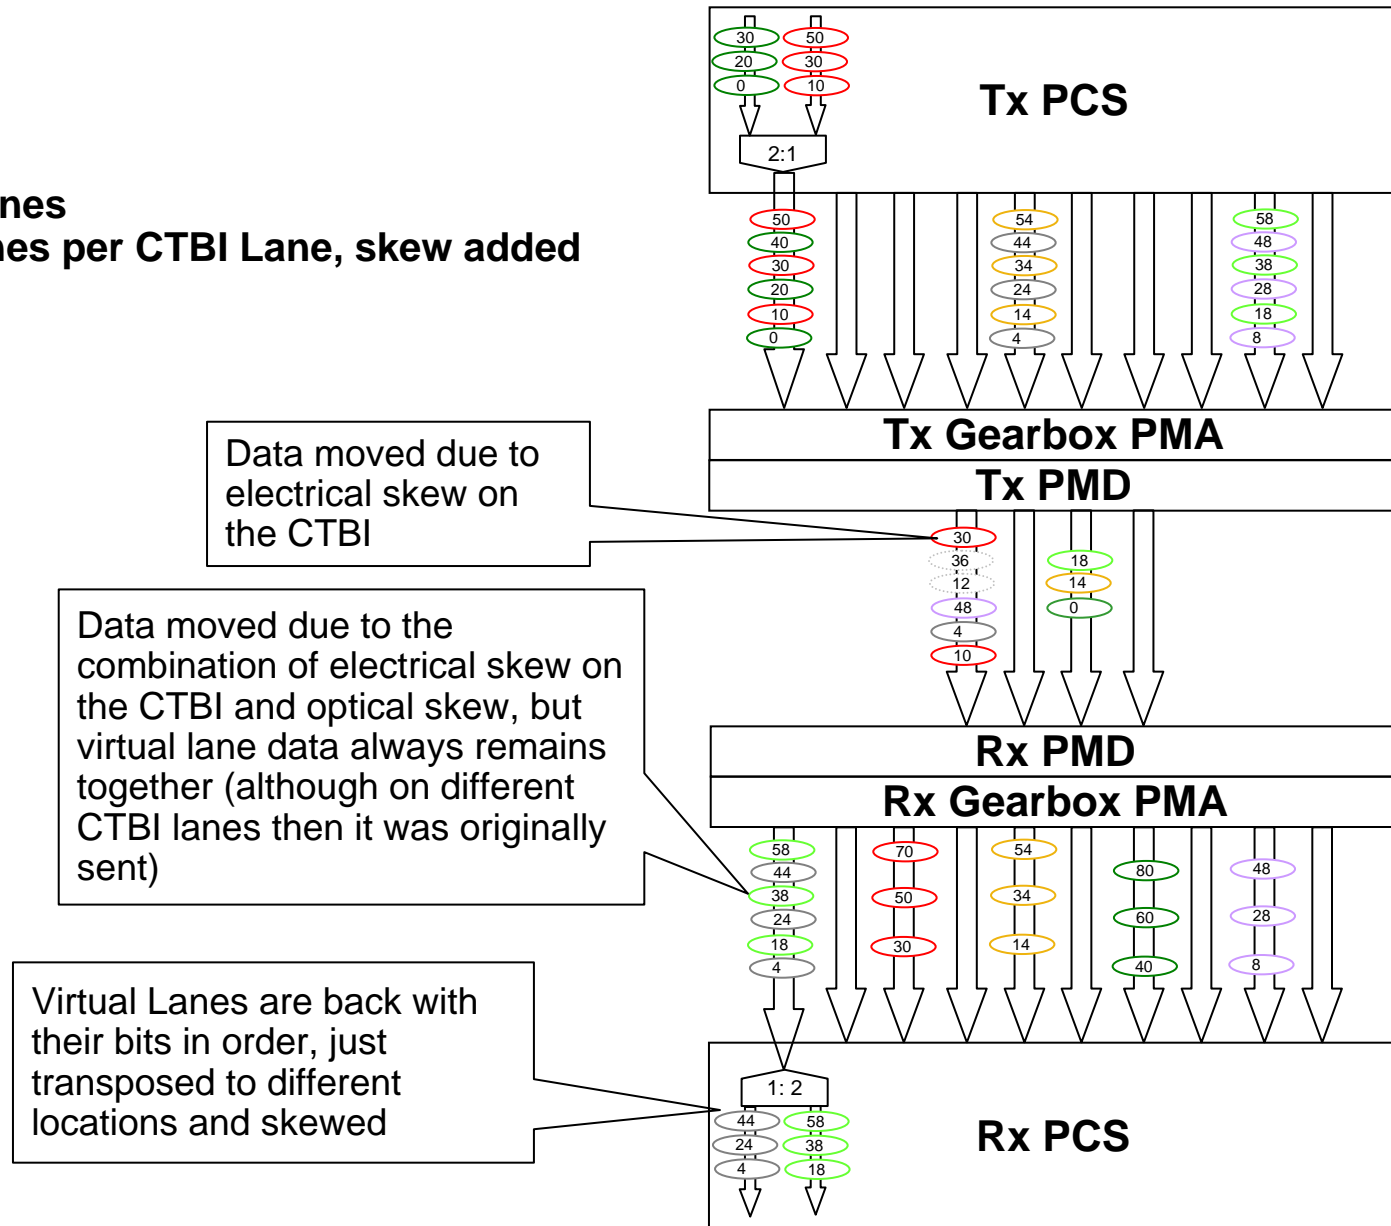 30 50
20 30
0 10
Tx PCS
2:1
nes
nes per CTBI Lane, skew added
50 54 58
40 44 48
30 34 38
20 24 28
10 14 18
0 4 8
Tx Gearbox PMA
Tx PMD
Data moved due to
electrical skew on
the CTBI
30
36 18
12 14
48 0
4
10
Data moved due to the
combination of electrical skew on
the CTBI and optical skew, but
virtual lane data always remains
together (although on different
CTBI lanes then it was originally
sent)
Rx PMD
Rx Gearbox PMA
58 70 54
44 80 48
38 50 34
24 60 28
18 30 14
4 40 8
Virtual Lanes are back with
their bits in order, just
transposed to different
locations and skewed
1: 2
44 58
24 38
4 18
Rx PCS